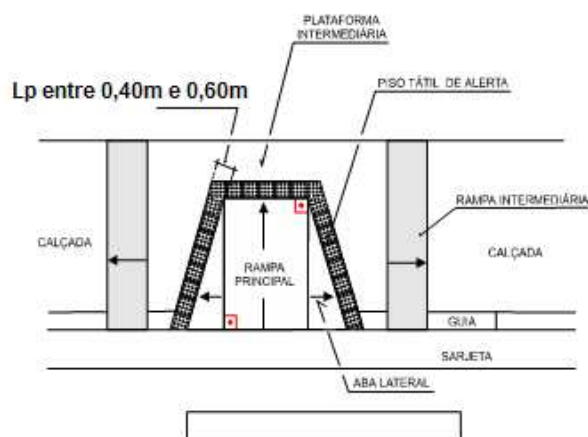 PLATAFORMA
INTERMEDIÁRIA
Lp entre 0,40m e 0,60m
PISO TÁTIL DE ALERTA
RAMPA INTERMEDIÁRIA
CALÇADA
RAMPA
PRINCIPAL
CALÇADA
GUIA
SARJETA
ABA LATERAL